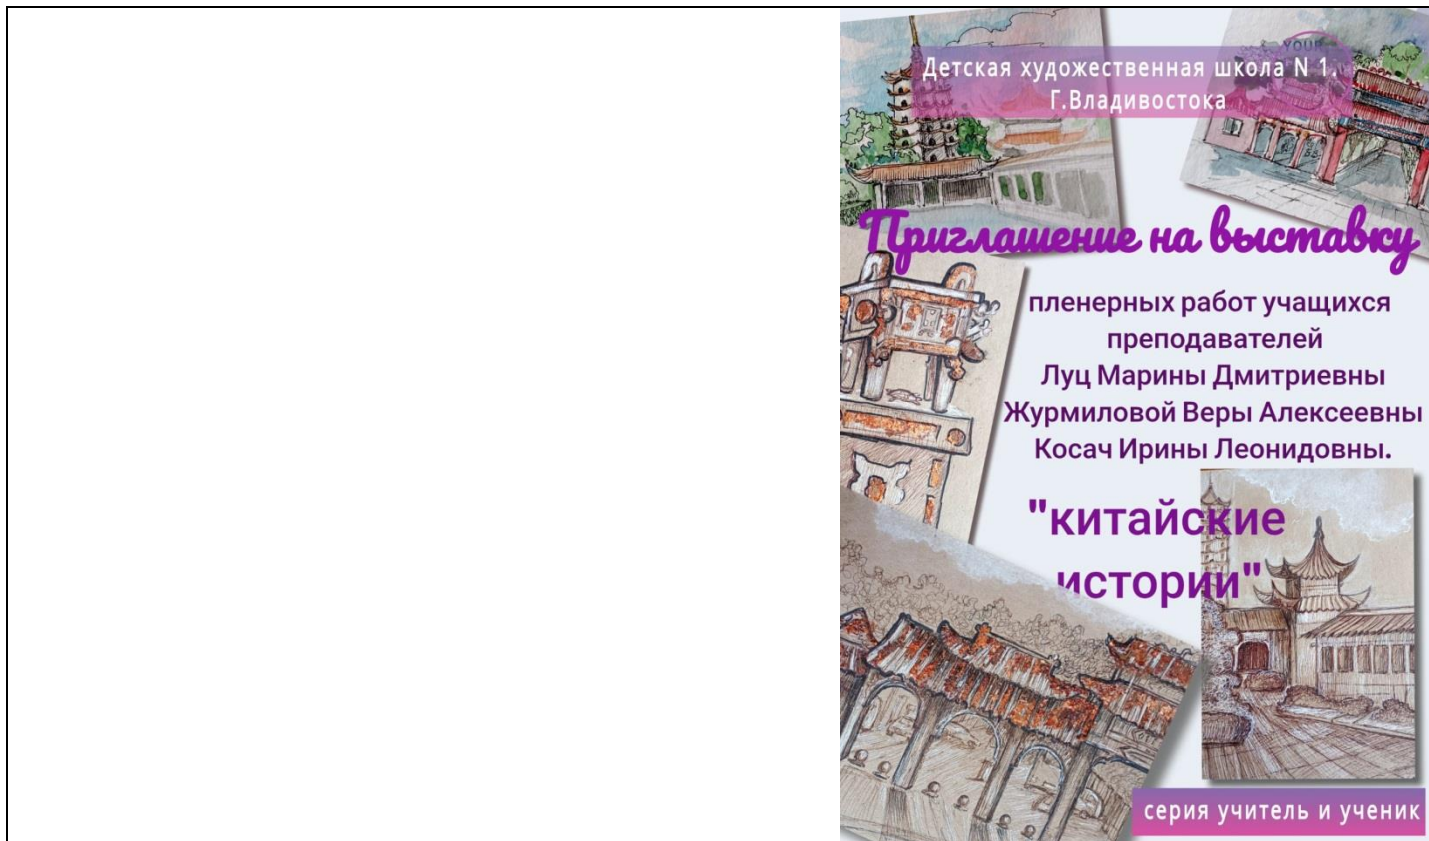 YOUR
Детская художественная школа N 1.
Г.Владивостока
Приглашение на выставку
пленерных работ учащихся
преподавателей
Луц Марины Дмитриевны
Журмиловой Веры Алексеевны
Косач Ирины Леонидовны.
"китайские
истории"
серия учитель и ученик